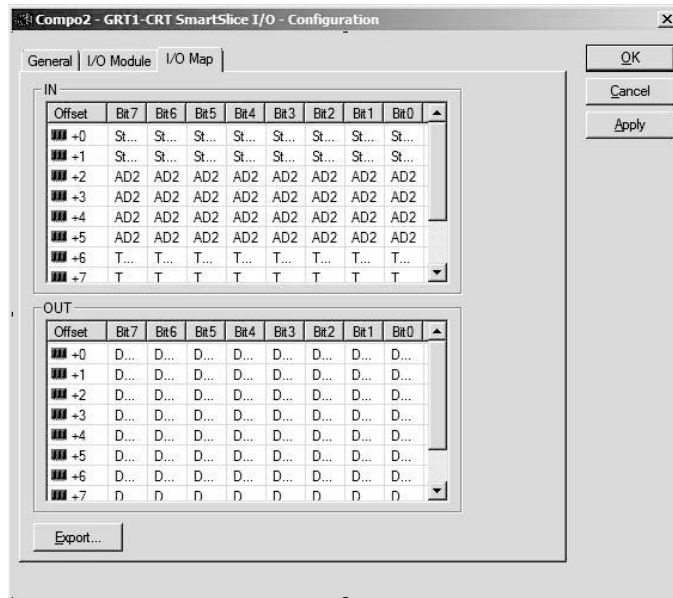 Compo2 - GRT1-CRT SmartSlice I/O - Configuration
General I/O Module I/O Map
OK
Cancel
Apply
IN
Offset Bit7 Bit6 Bit5 Bit4 Bit3 Bit2 Bit1 Bit0
+0 St... St... St... St... St... St... St... St...
+1 St... St... St... St... St... St... St... St...
+2 AD2 AD2 AD2 AD2 AD2 AD2 AD2 AD2
+3 AD2 AD2 AD2 AD2 AD2 AD2 AD2 AD2
+4 AD2 AD2 AD2 AD2 AD2 AD2 AD2 AD2
+5 AD2 AD2 AD2 AD2 AD2 AD2 AD2 AD2
+6 T... T... T... T... T... T... T... T...
+7 T T T T T T T T
OUT
Offset Bit7 Bit6 Bit5 Bit4 Bit3 Bit2 Bit1 Bit0
+0 D... D... D... D... D... D... D... D...
+1 D... D... D... D... D... D... D... D...
+2 D... D... D... D... D... D... D... D...
+3 D... D... D... D... D... D... D... D...
+4 D... D... D... D... D... D... D... D...
+5 D... D... D... D... D... D... D... D...
+6 D... D... D... D... D... D... D... D...
+7 D D D D D D D D
Export...